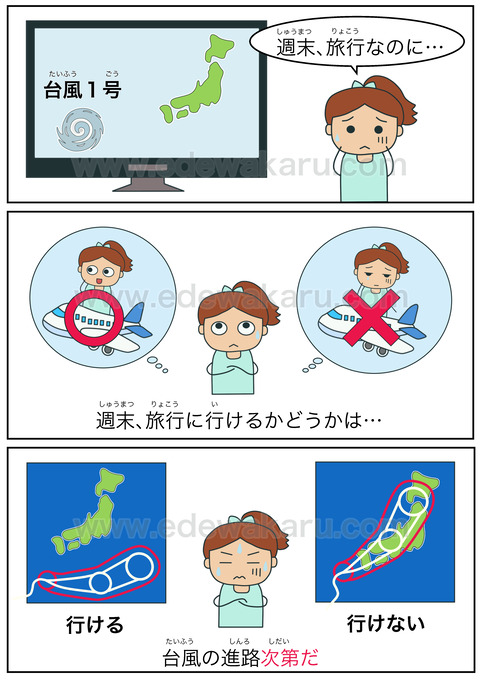 しゅうまつ りょこう
週末、旅行なのに…
たいふう ごう
台風1号
www.edewakaru.com
www.edewakaru.com
しゅうまつ りょこう い
週末、旅行に行けるかどうかは…
www.edewakaru.com
行ける
行けない
たいふう しんろ しだい
台風の進路次第だ